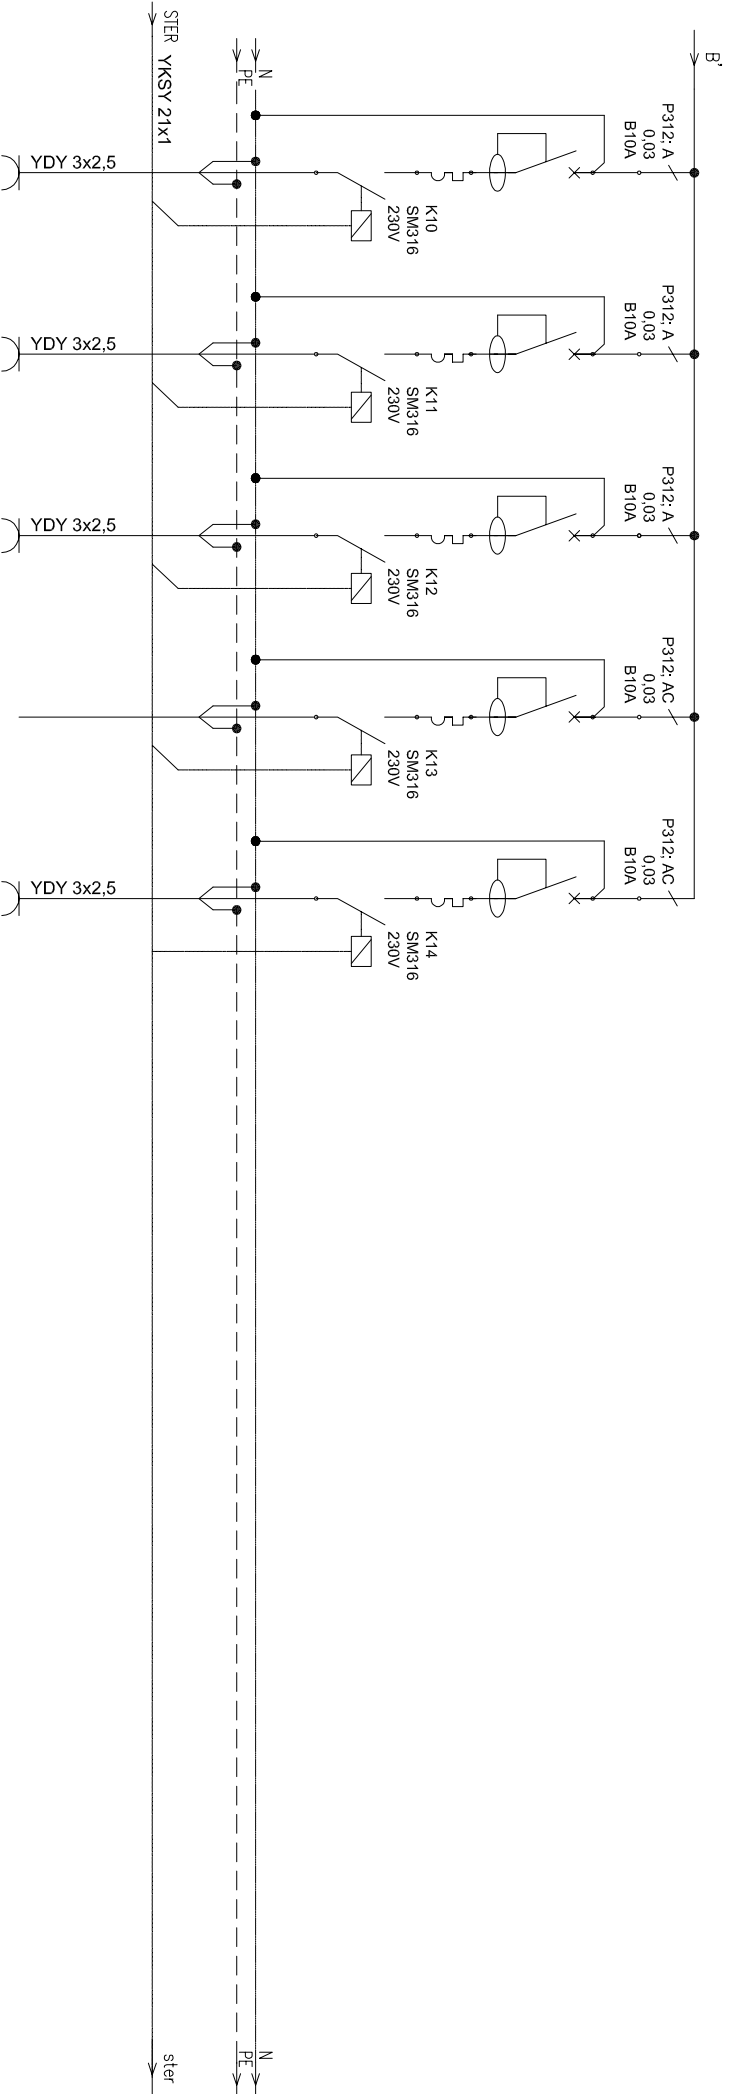 B'
P312; A
0,03
B10A
P312; A
0,03
B10A
P312; A
0,03
B10A
P312; AC
0,03
B10A
P312; AC
0,03
B10A
K10
SM316
230V
K11
SM316
230V
K12
SM316
230V
K13
SM316
230V
K14
SM316
230V
N
PE
N
PE
STER YKSY 21x1
ster
YDY 3x2,5
YDY 3x2,5
YDY 3x2,5
YDY 3x2,5